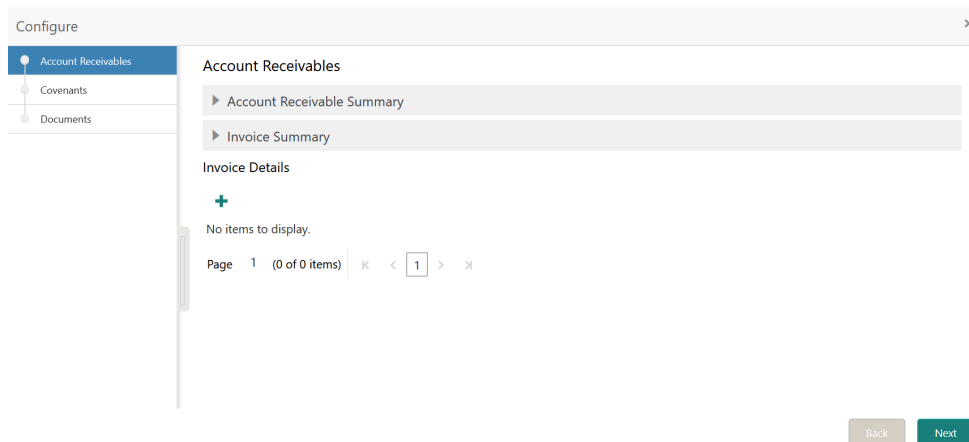 Configure
Account Receivables
Covenants
Documents
Account Receivables
Account Receivable Summary
Invoice Summary
Invoice Details
No items to display.
Page 1 (0 of 0 items) 1
Back Next